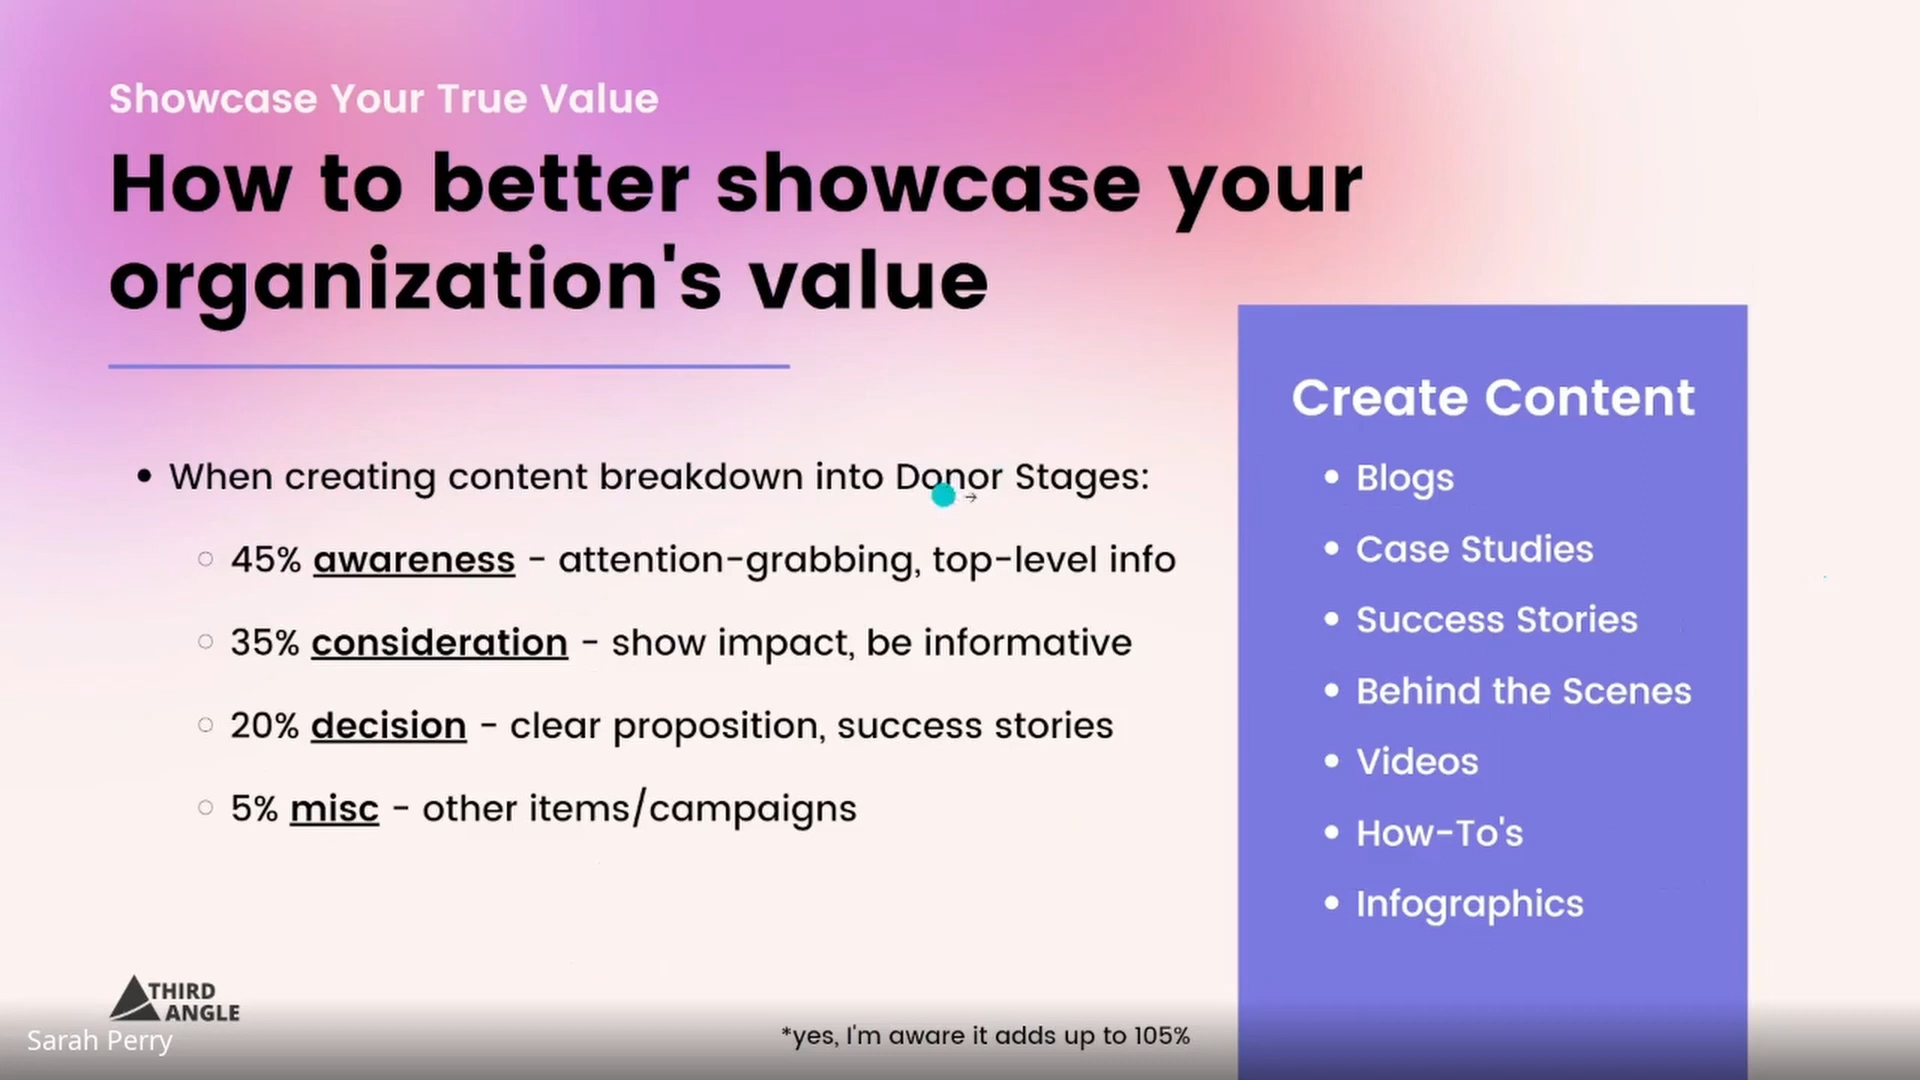 Showcase Your True Value
How to better showcase your
organization's value
• When creating content breakdown into Donor Stages:
○ 45% awareness - attention-grabbing, top-level info
○ 35% consideration - show impact, be informative
○ 20% decision - clear proposition, success stories
○ 5% misc - other items/campaigns
Create Content
• Blogs
• Case Studies
• Success Stories
• Behind the Scenes
• Videos
• How-To's
• Infographics
THIRD
ANGLE
Sarah Perry
*yes, I'm aware it adds up to 105%